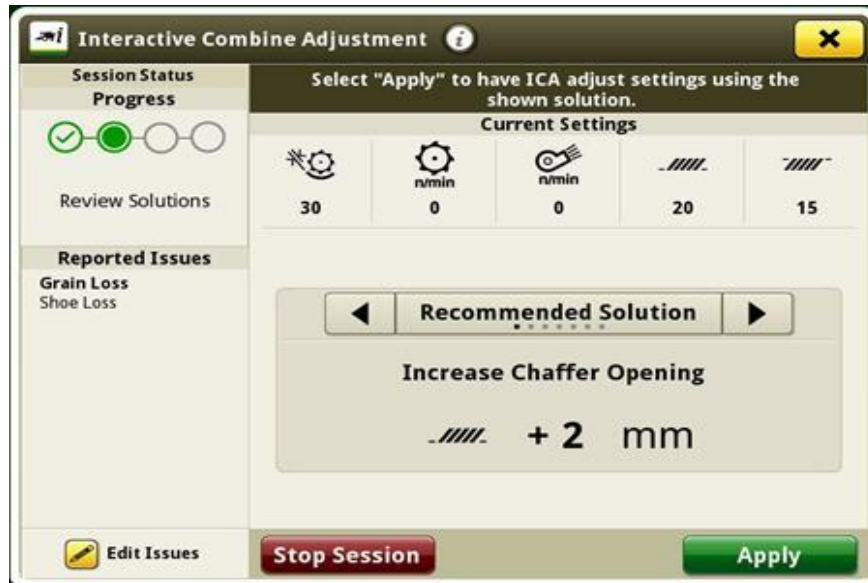 Interactive Combine Adjustment
Session Status
Progress
Review Solutions
Reported Issues
Grain Loss
Shoe Loss
Edit Issues
Select "Apply" to have ICA adjust settings using the
shown solution.
Current Settings
n/min n/min
30 0 0 20 15
Recommended Solution
Increase Chaffer Opening
+ 2 mm
Stop Session
Apply